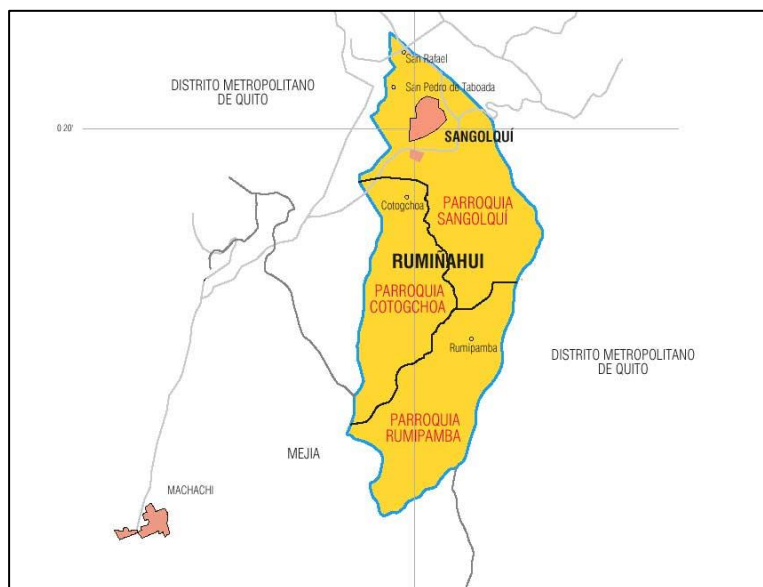 San Rafael
DISTRITO METROPOLITANO
DE QUITO
San Pedro de Taboada
0 20'
SANGOLQUÍ
Cotogchoa
PARROQUIA
SANGOLQUÍ
RUMIÑAHUI
PARROQUIA
COTOGCHOA
Rumipamba
DISTRITO METROPOLITANO
DE QUITO
PARROQUIA
RUMIPAMBA
MEJIA
MACHACHI